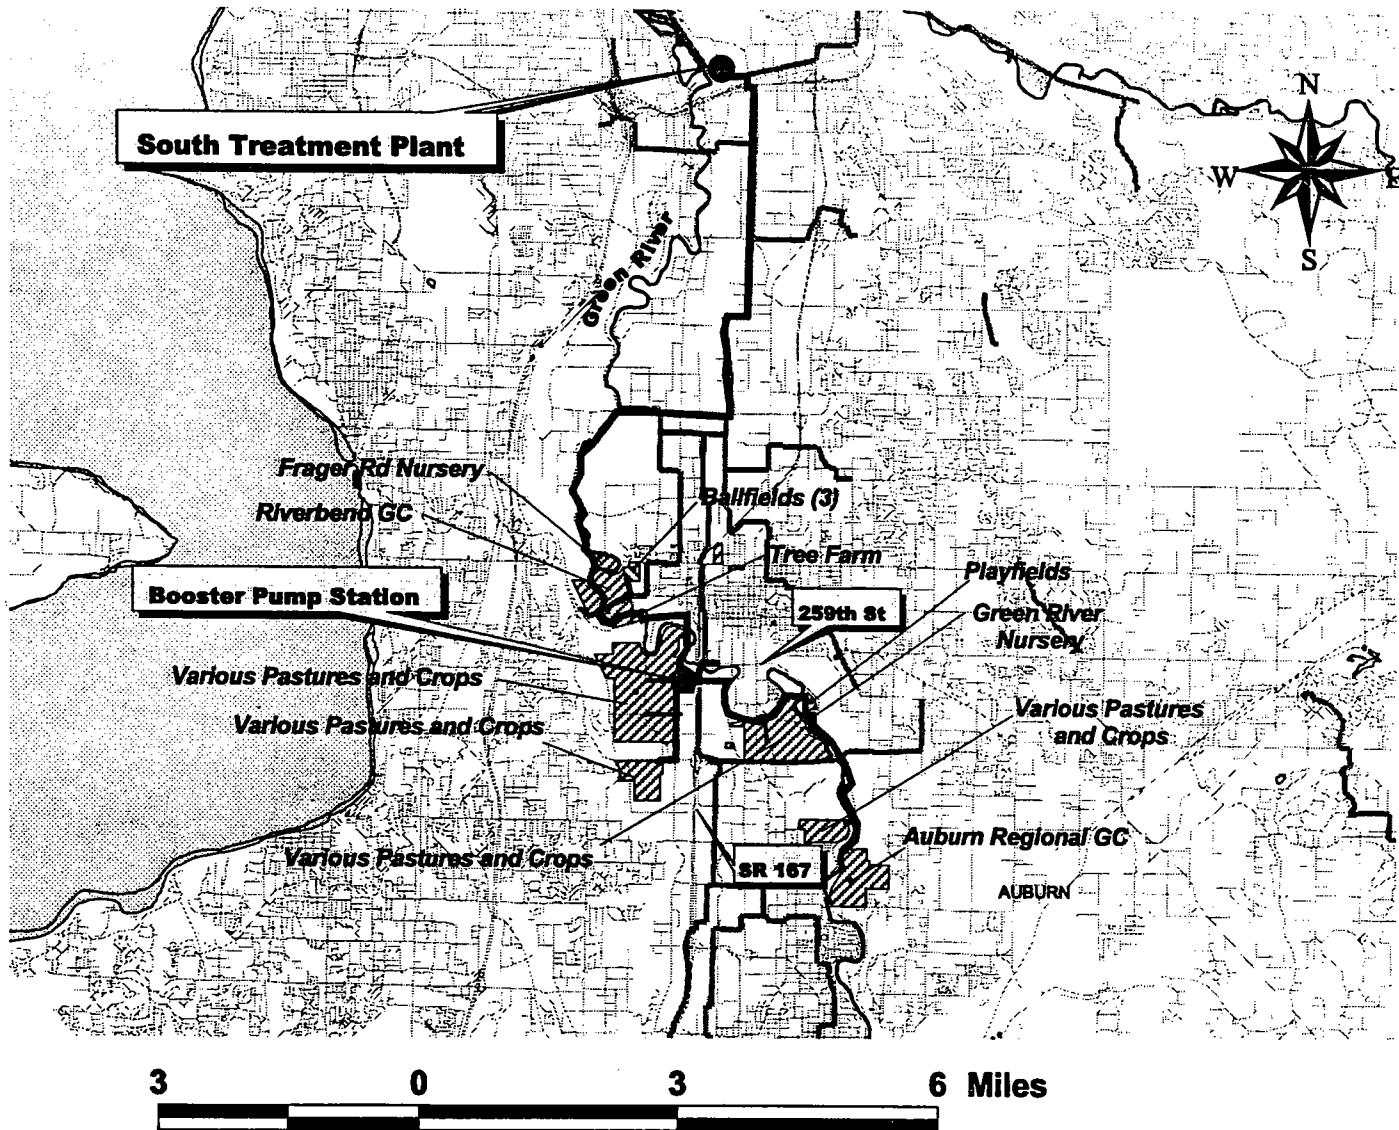 N
South Treatment Plant
W
E
S
Green River
Frager Rd Nursery
Ballfields (3)
Riverbend GC
Tree Farm
Playfields
Booster Pump Station
259th St
Green River
Nursery
Various Pastures and Crops
Various Pastures
and Crops
Various Pastures and Crops
Auburn Regional GC
Various Pastures and Crops
SR 167
AUBURN
3 0 3 6 Miles